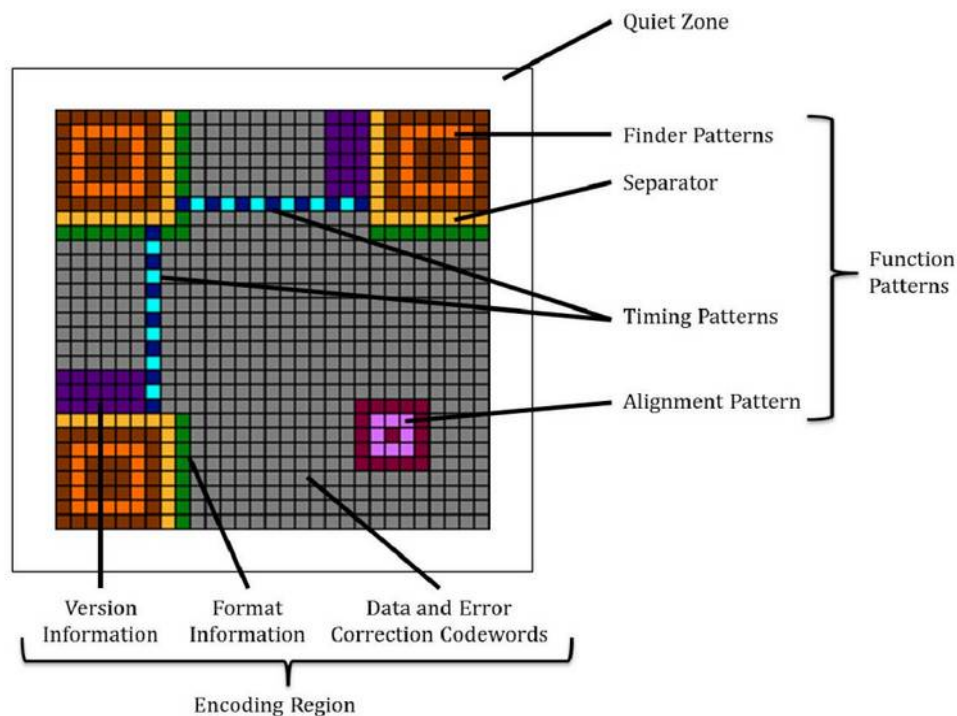 Quiet Zone
Finder Patterns
Separator
Function
Patterns
Timing Patterns
Alignment Pattern
Version
Information
Format
Information
Data and Error
Correction Codewords
Encoding Region